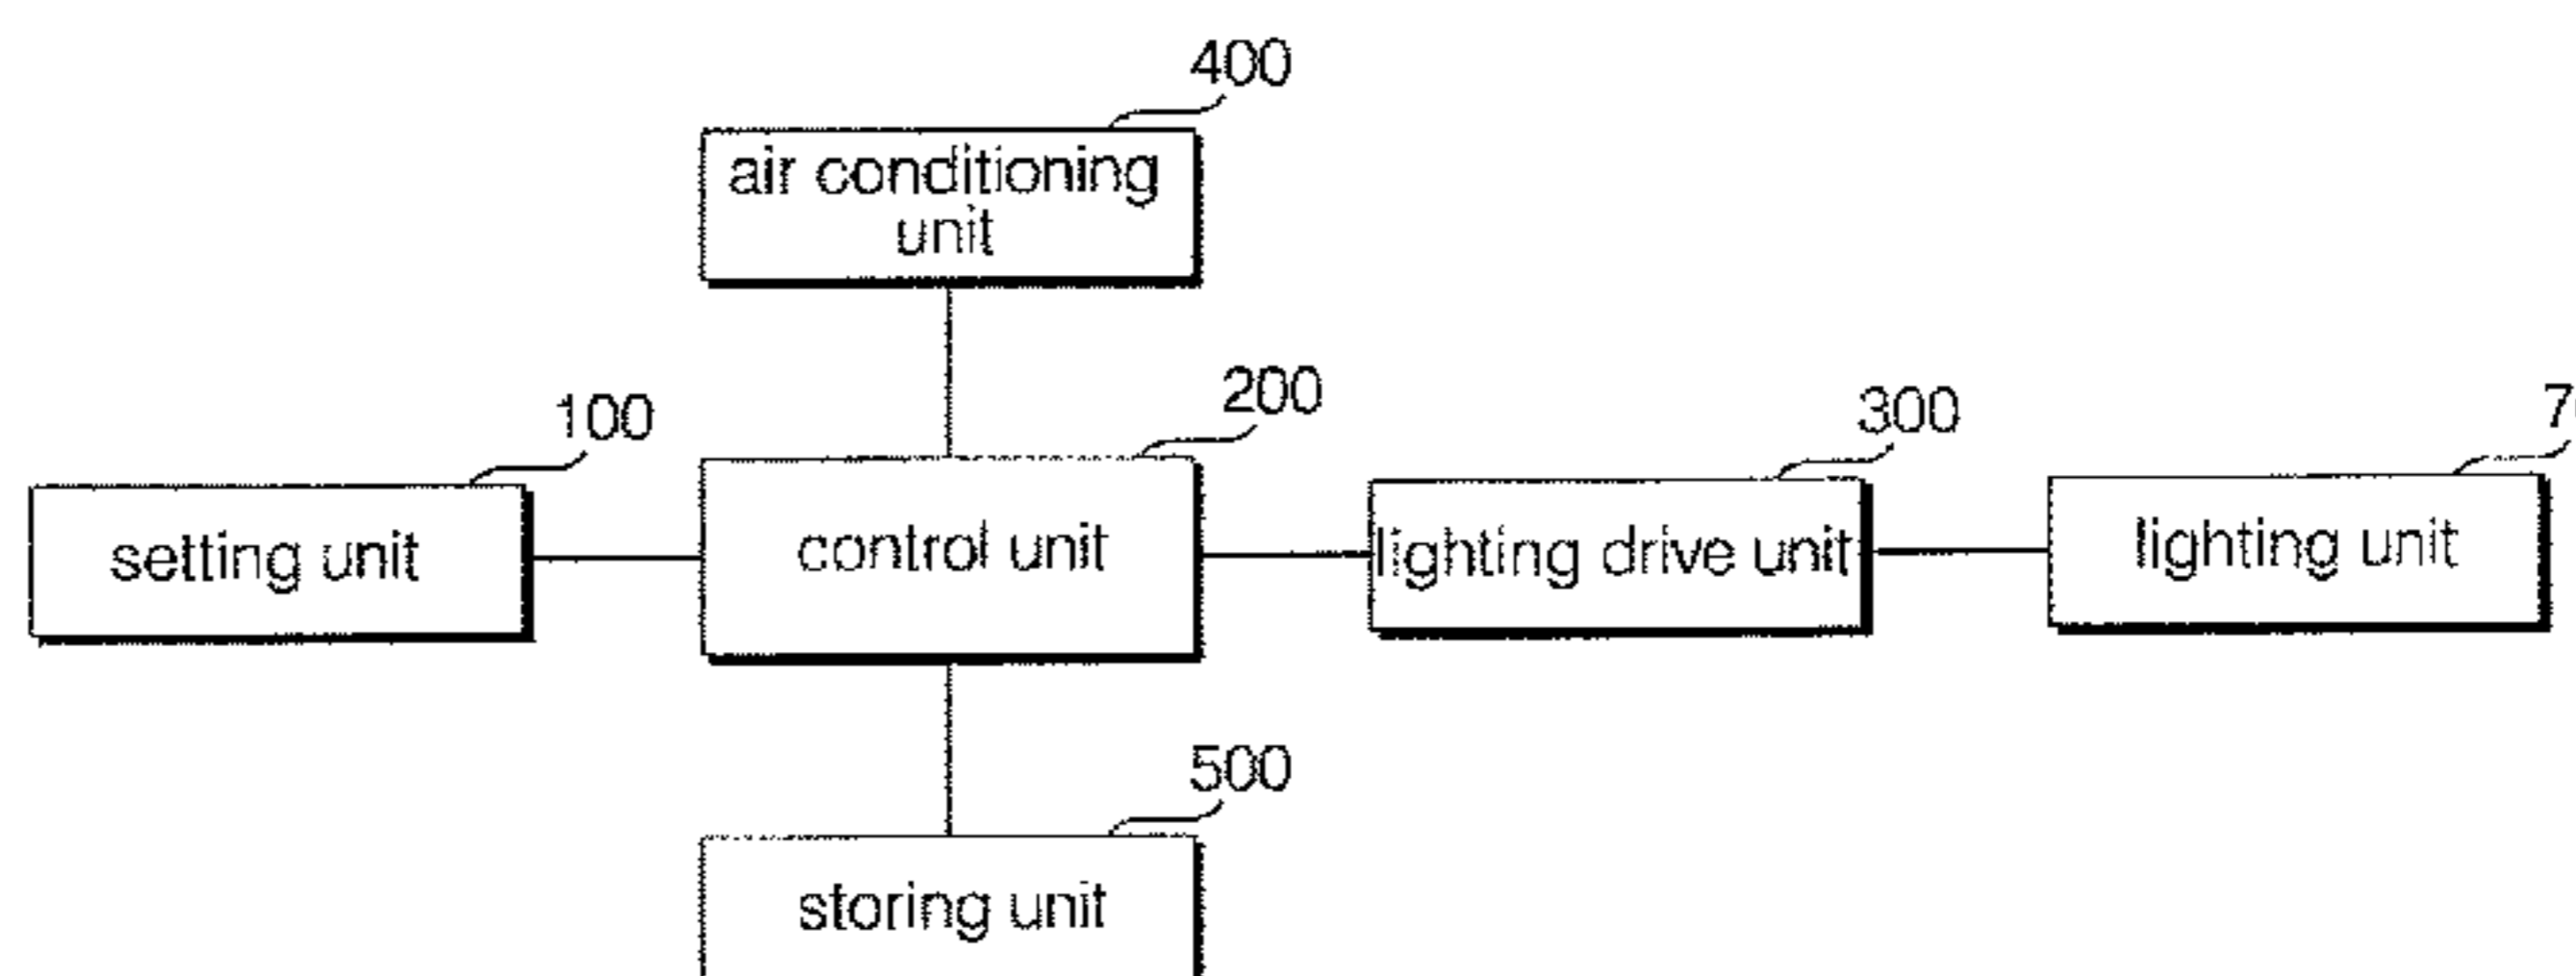 400
air conditioning
unit
100
200
300
setting unit
control unit
lighting drive unit
lighting unit
500
storing unit